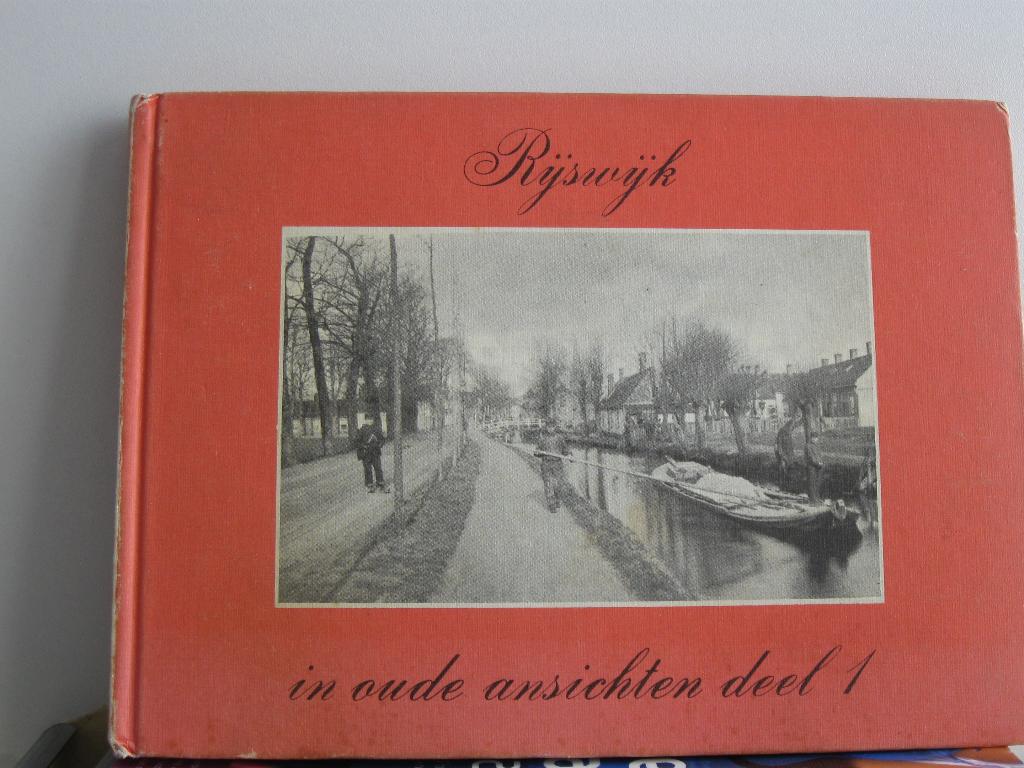 Rijswijk
in oude ansichten deel 1